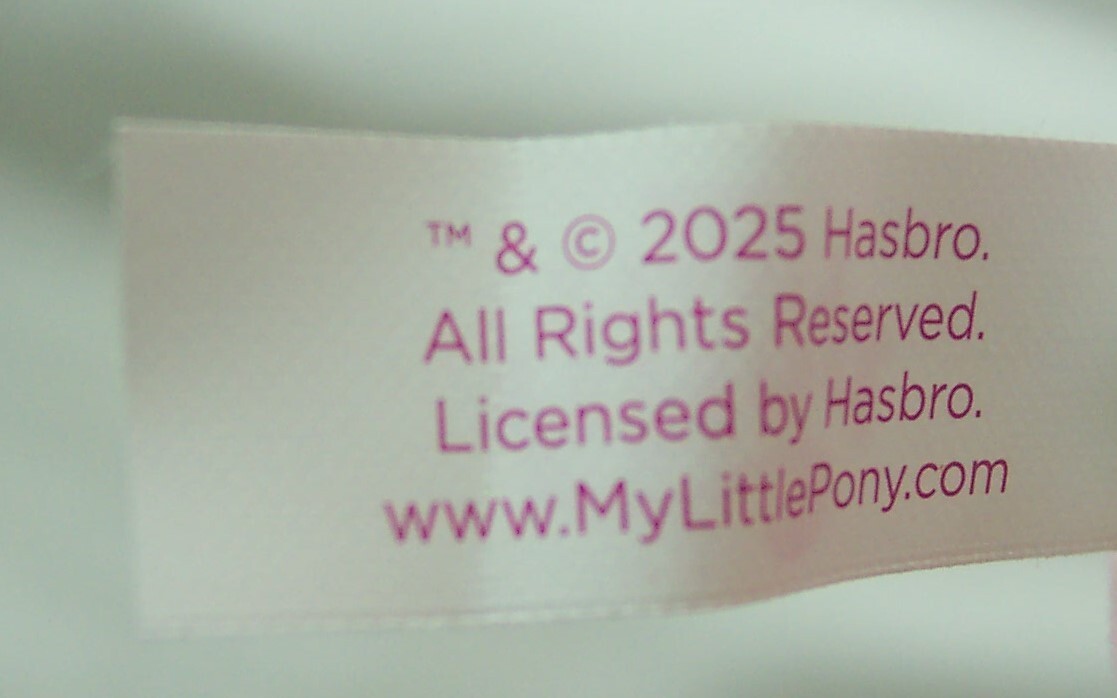 ™ & © 2025 Hasbro.
All Rights Reserved.
Licensed by Hasbro.
www.MyLittlePony.com